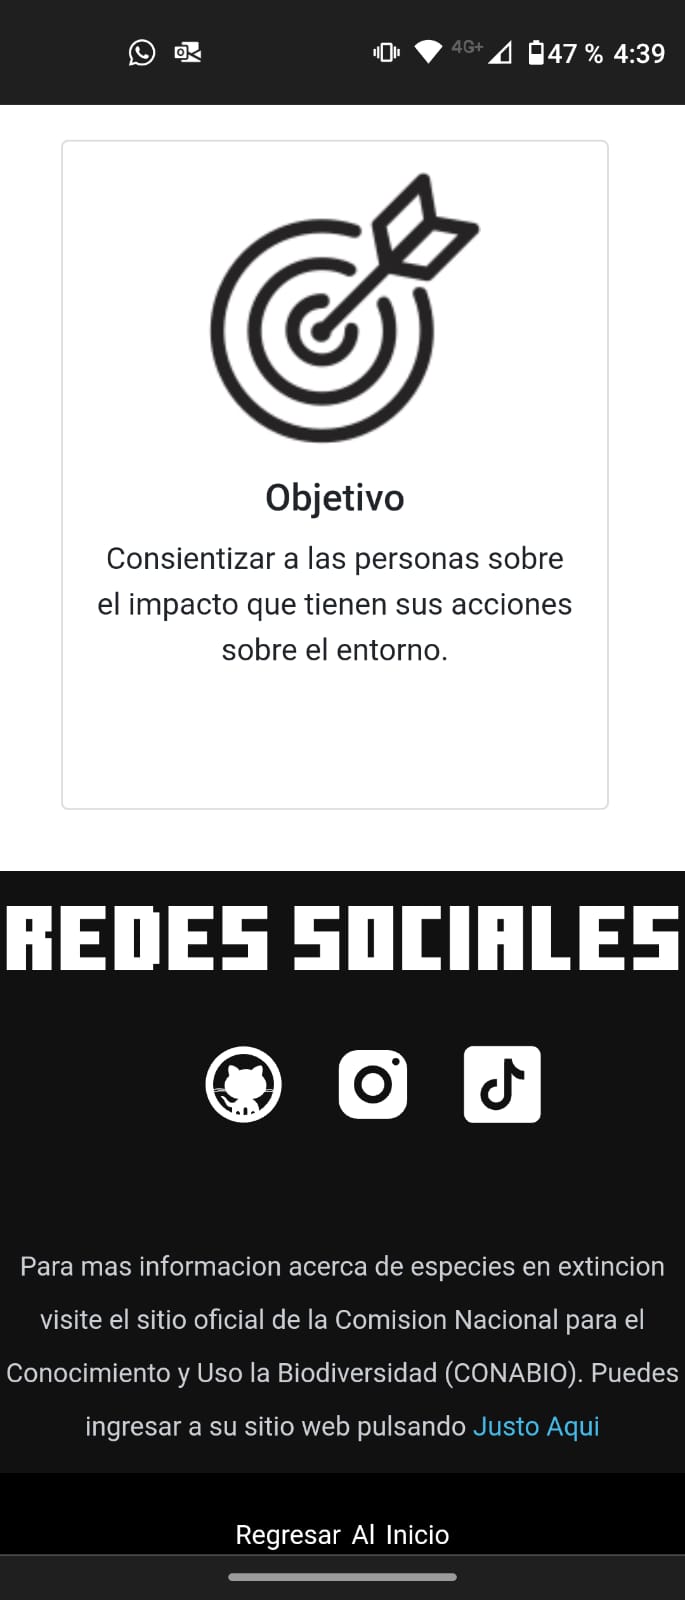 4G+ 47 % 4:39
Objetivo
Consientizar a las personas sobre
el impacto que tienen sus acciones
sobre el entorno.
REDES SOCIALES
Para mas informacion acerca de especies en extincion
visite el sitio oficial de la Comision Nacional para el
Conocimiento y Uso la Biodiversidad (CONABIO). Puedes
ingresar a su sitio web pulsando Justo Aqui
Regresar Al Inicio